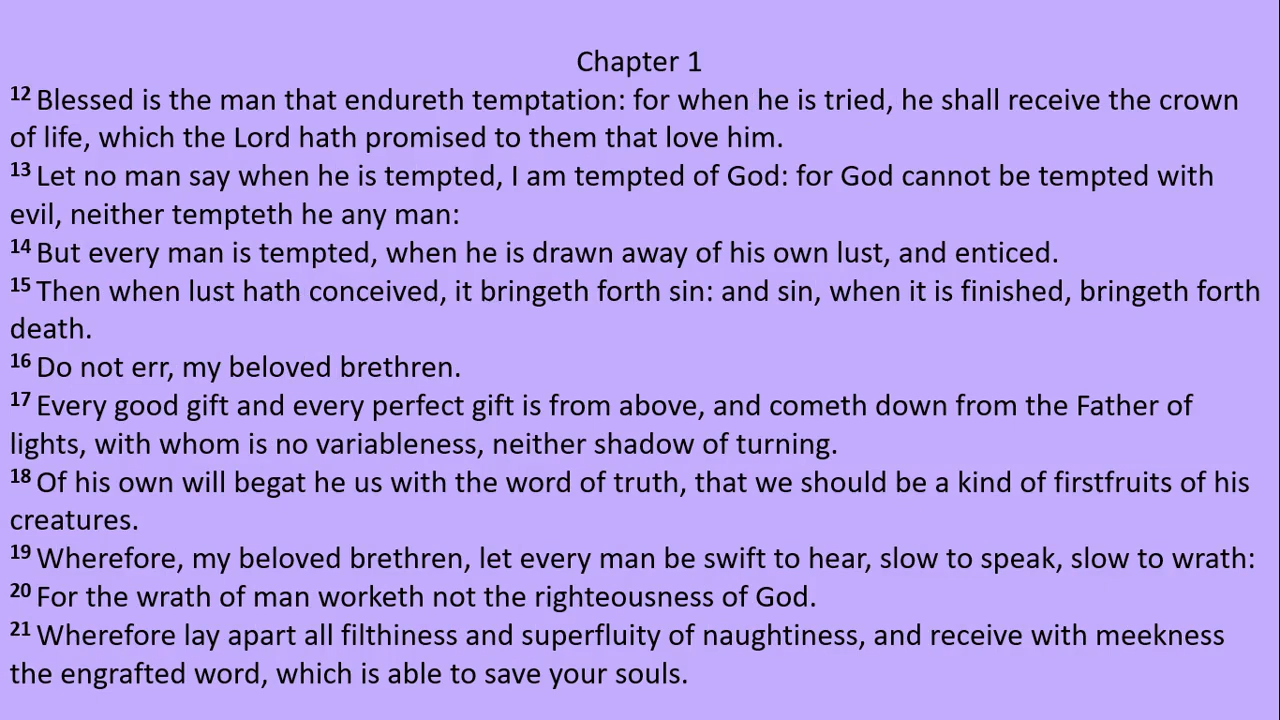 Chapter 1
12 Blessed is the man that endureth temptation: for when he is tried, he shall receive the crown
of life, which the Lord hath promised to them that love him.
13 Let no man say when he is tempted, I am tempted of God: for God cannot be tempted with
evil, neither tempteth he any man:
14 But every man is tempted, when he is drawn away of his own lust, and enticed.
15 Then when lust hath conceived, it bringeth forth sin: and sin, when it is finished, bringeth forth
death.
16 Do not err, my beloved brethren.
17 Every good gift and every perfect gift is from above, and cometh down from the Father of
lights, with whom is no variableness, neither shadow of turning.
18 Of his own will begat he us with the word of truth, that we should be a kind of firstfruits of his
creatures.
19 Wherefore, my beloved brethren, let every man be swift to hear, slow to speak, slow to wrath:
20 For the wrath of man worketh not the righteousness of God.
21 Wherefore lay apart all filthiness and superfluity of naughtiness, and receive with meekness
the engrafted word, which is able to save your souls.